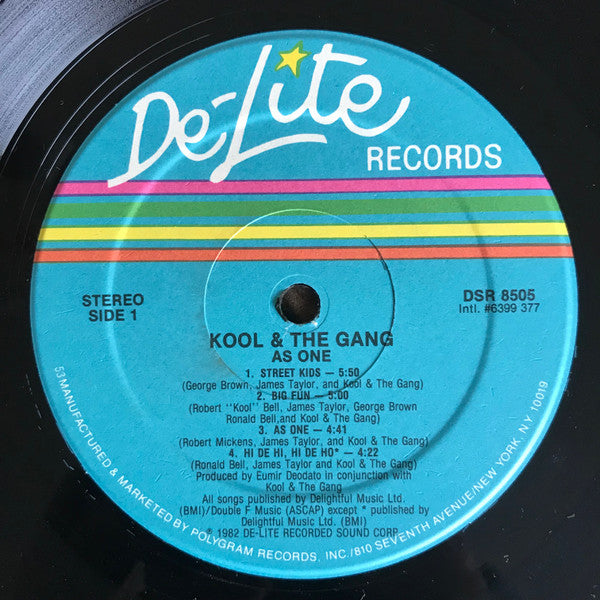 De-Lite
RECORDS
STEREO
SIDE 1
DSR 8505
Intl. #6399 377
KOOL & THE GANG
AS ONE
1. STREET KIDS — 5:50
(George Brown, James Taylor, and Kool & The Gang)
2. BIG FUN — 5:00
(Robert "Kool" Bell, James Taylor, George Brown
Ronald Bell,and Kool & The Gang)
3. AS ONE — 4:41
(Robert Mickens, James Taylor, and Kool & The Gang)
4. HI DE HI, HI DE HO* — 4:22
(Ronald Bell, James Taylor and Kool & The Gang)
Produced by Eumir Deodato in conjunction with
Kool & The Gang
All songs published by Delightful Music Ltd.
(BMI)/Double F Music (ASCAP) except * published by
Delightful Music Ltd. (BMI)
© 1982 DE-LITE RECORDED SOUND CORP.
53 MANUFACTURED & MARKETED BY POLYGRAM RECORDS, INC./810 SEVENTH AVENUE/NEW YORK, NY. 10019